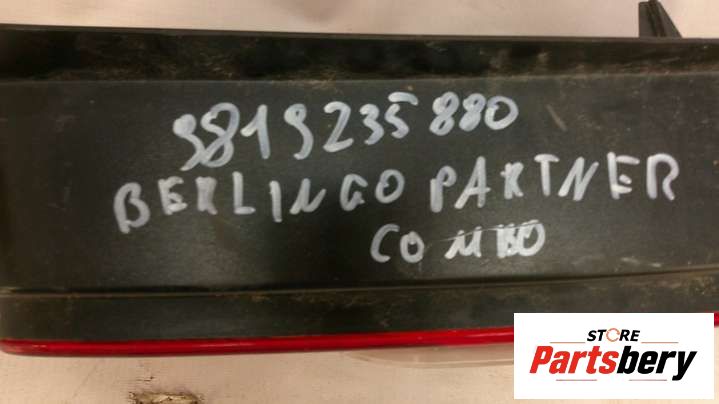 9819235880
BERLINGO PARTNER
COMBO
STORE
Partsbery